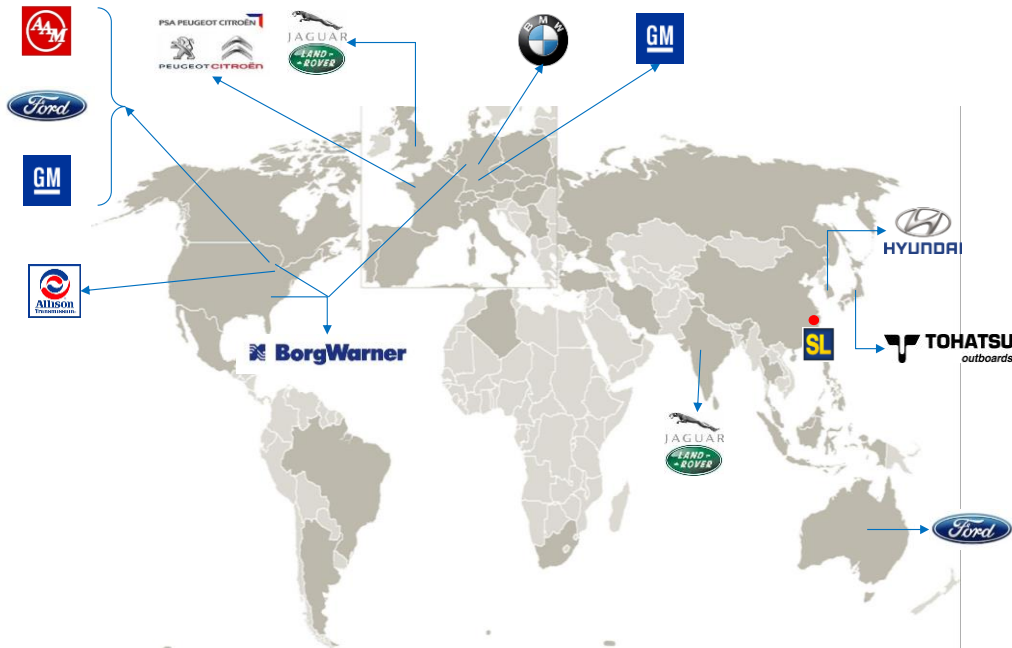 AAM
PSA PEUGEOT CITROËN
PEUGEOT CITROËN
JAGUAR
LAND-
ROVER
BMW
GM
Ford
GM
HYUNDAI
Allison
Transmission
BorgWarner
SL
TOHATSU
outboards
JAGUAR
LAND-
ROVER
Ford